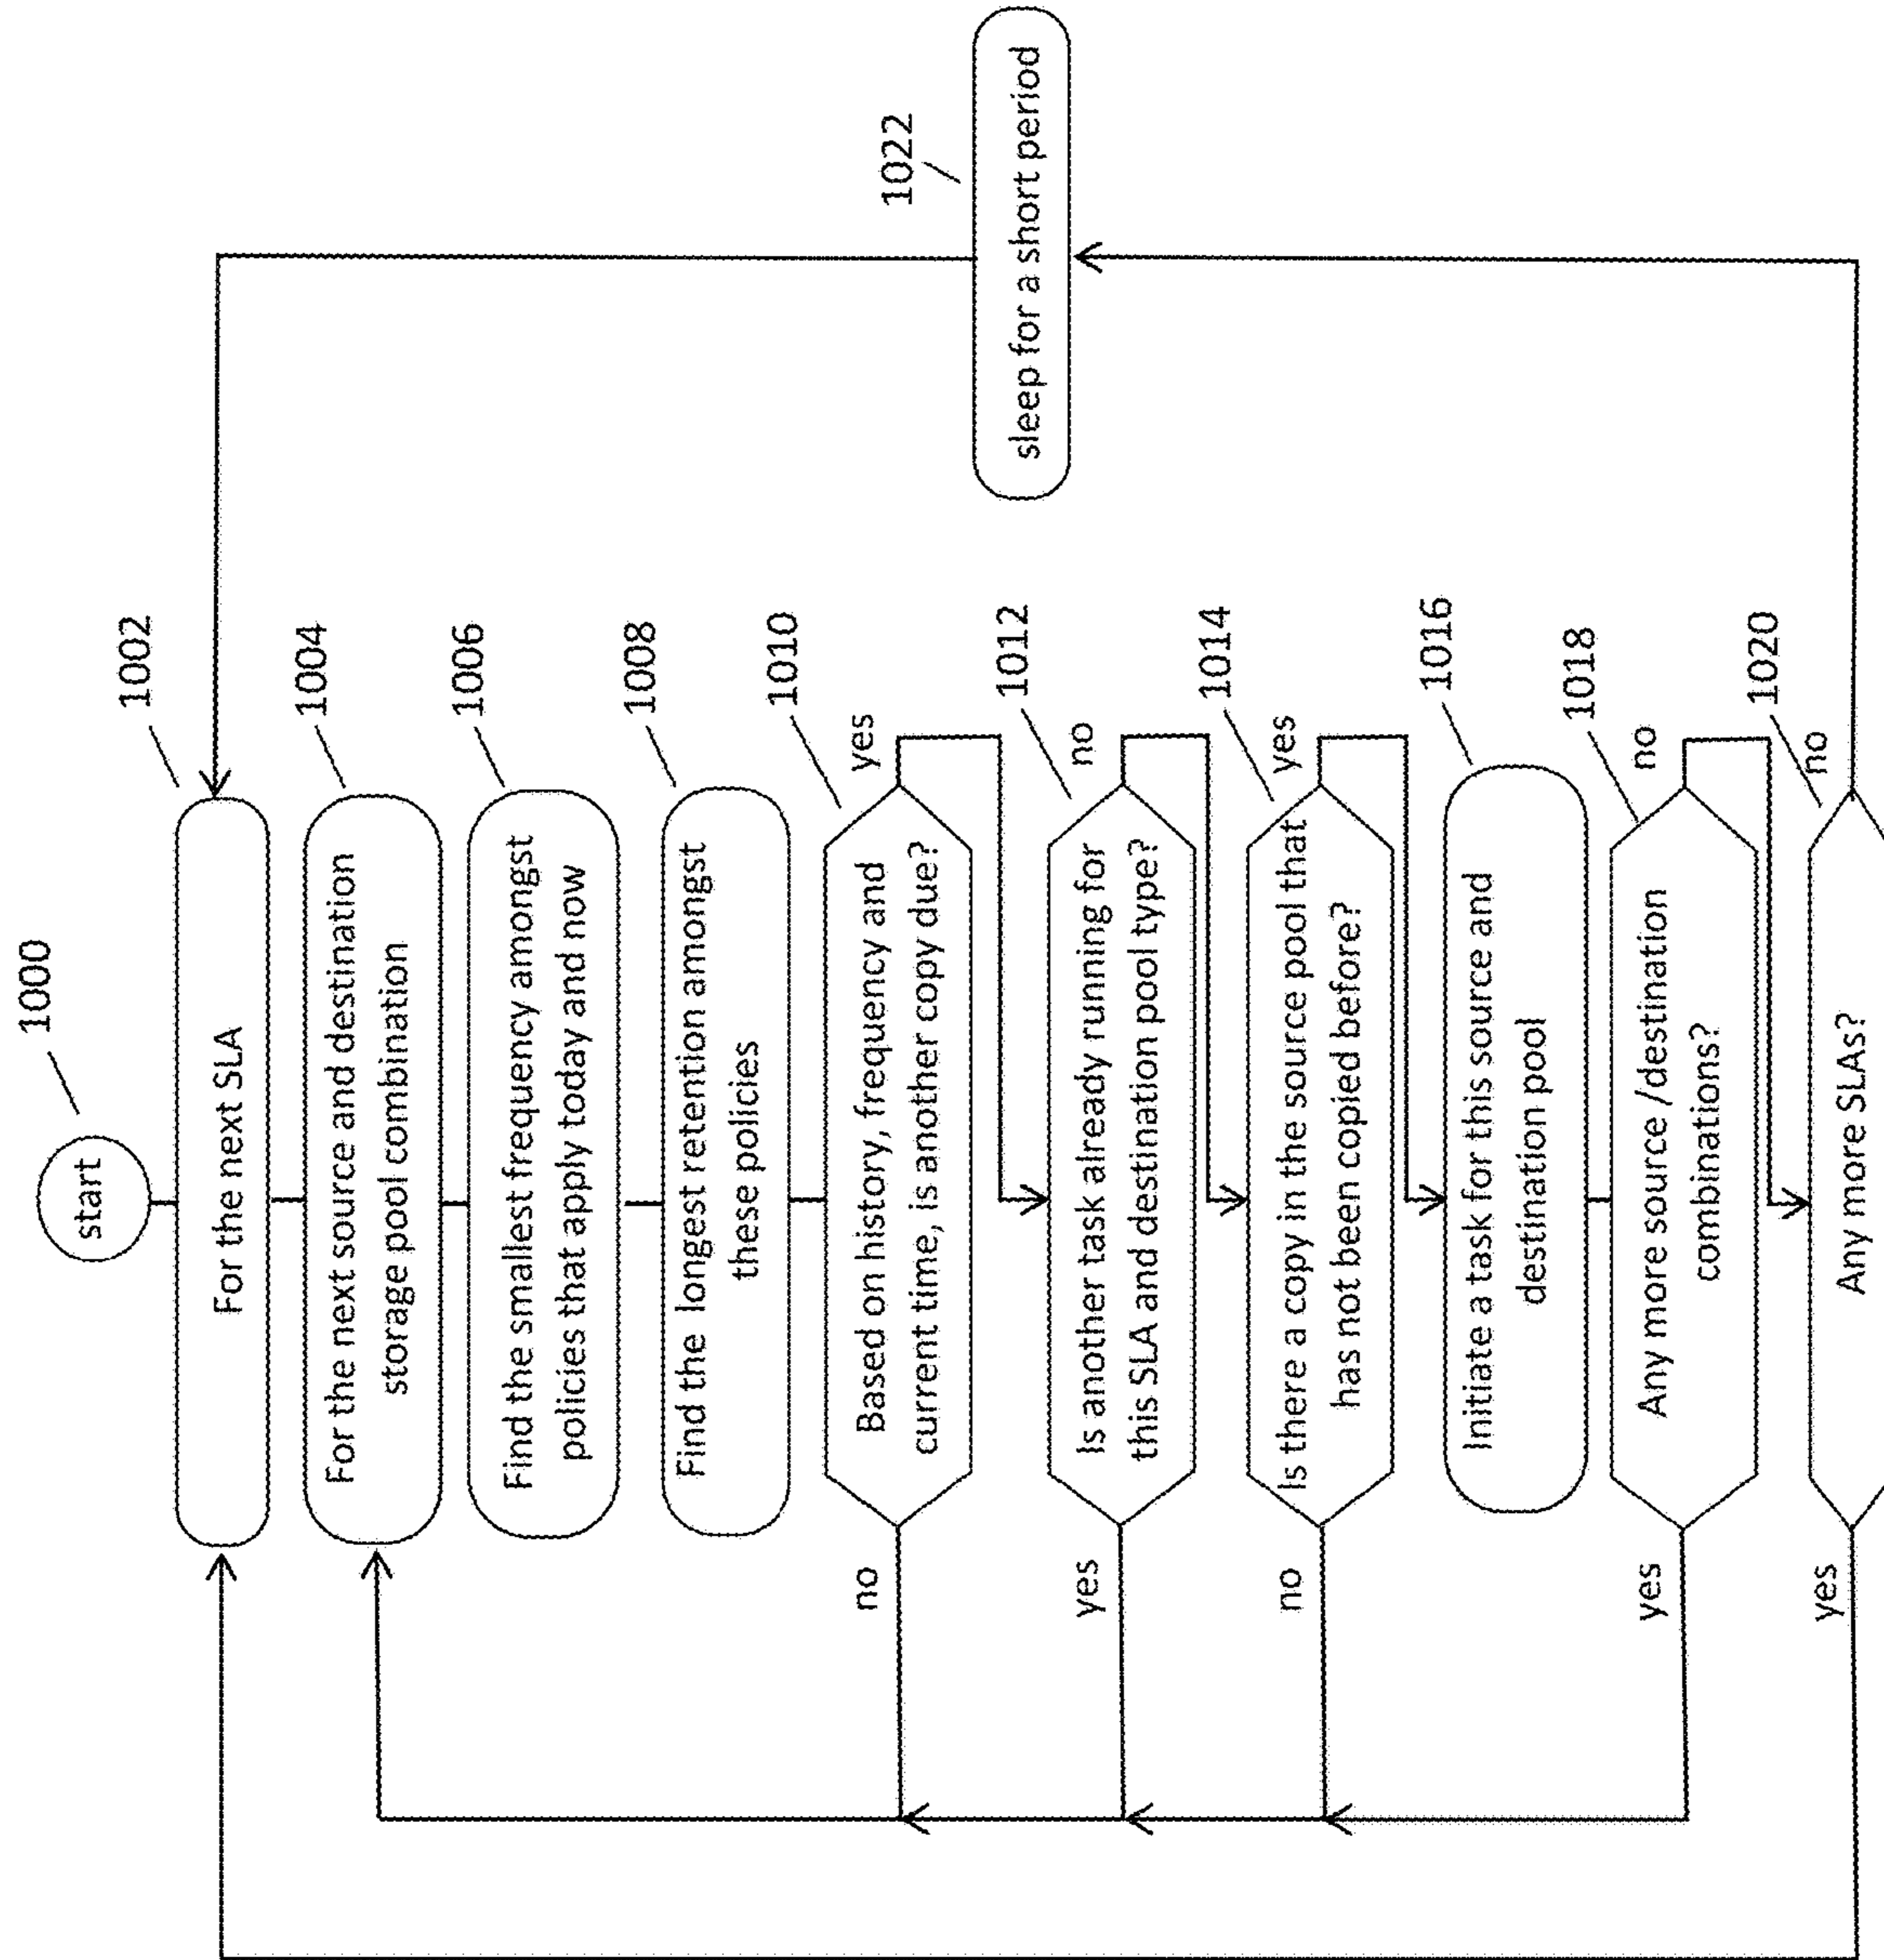 1000
start
1002
For the next SLA
1004
For the next source and destination
storage pool combination
1006
Find the smallest frequency amongst
policies that apply today and now
1008
Find the longest retention amongst
these policies
1010
Based on history, frequency and
current time, is another copy due?
no
yes
1012
Is another task already running for
this SLA and destination pool type?
yes
no
1014
Is there a copy in the source pool that
has not been copied before?
no
yes
1016
Initiate a task for this source and
destination pool
1018
Any more source /destination
combinations?
yes
no
1020
Any more SLAs?
yes
no
1022
sleep for a short period